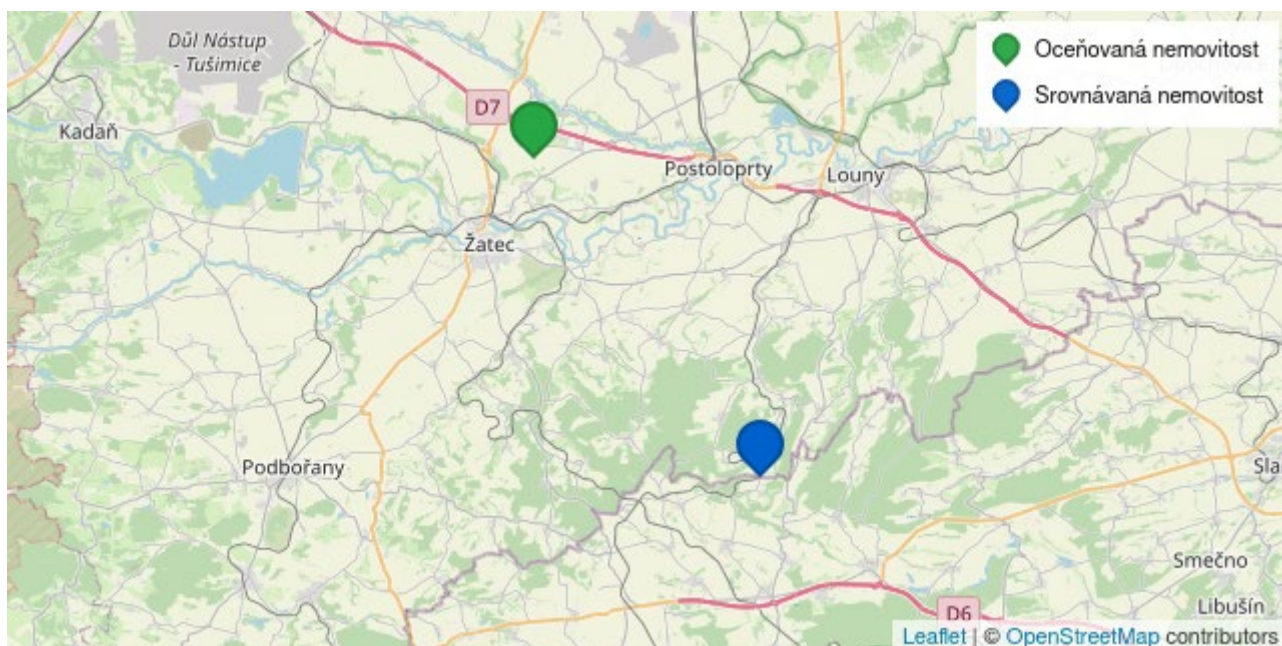 Důl Nástup
- Tušimice
Oceňovaná nemovitost
Srovnávaná nemovitost
D7
Kadaň
Postoloprty
Louny
Žatec
Podbořany
Sla
Smečno
D6
Libušín
Leaflet | © OpenStreetMap contributors